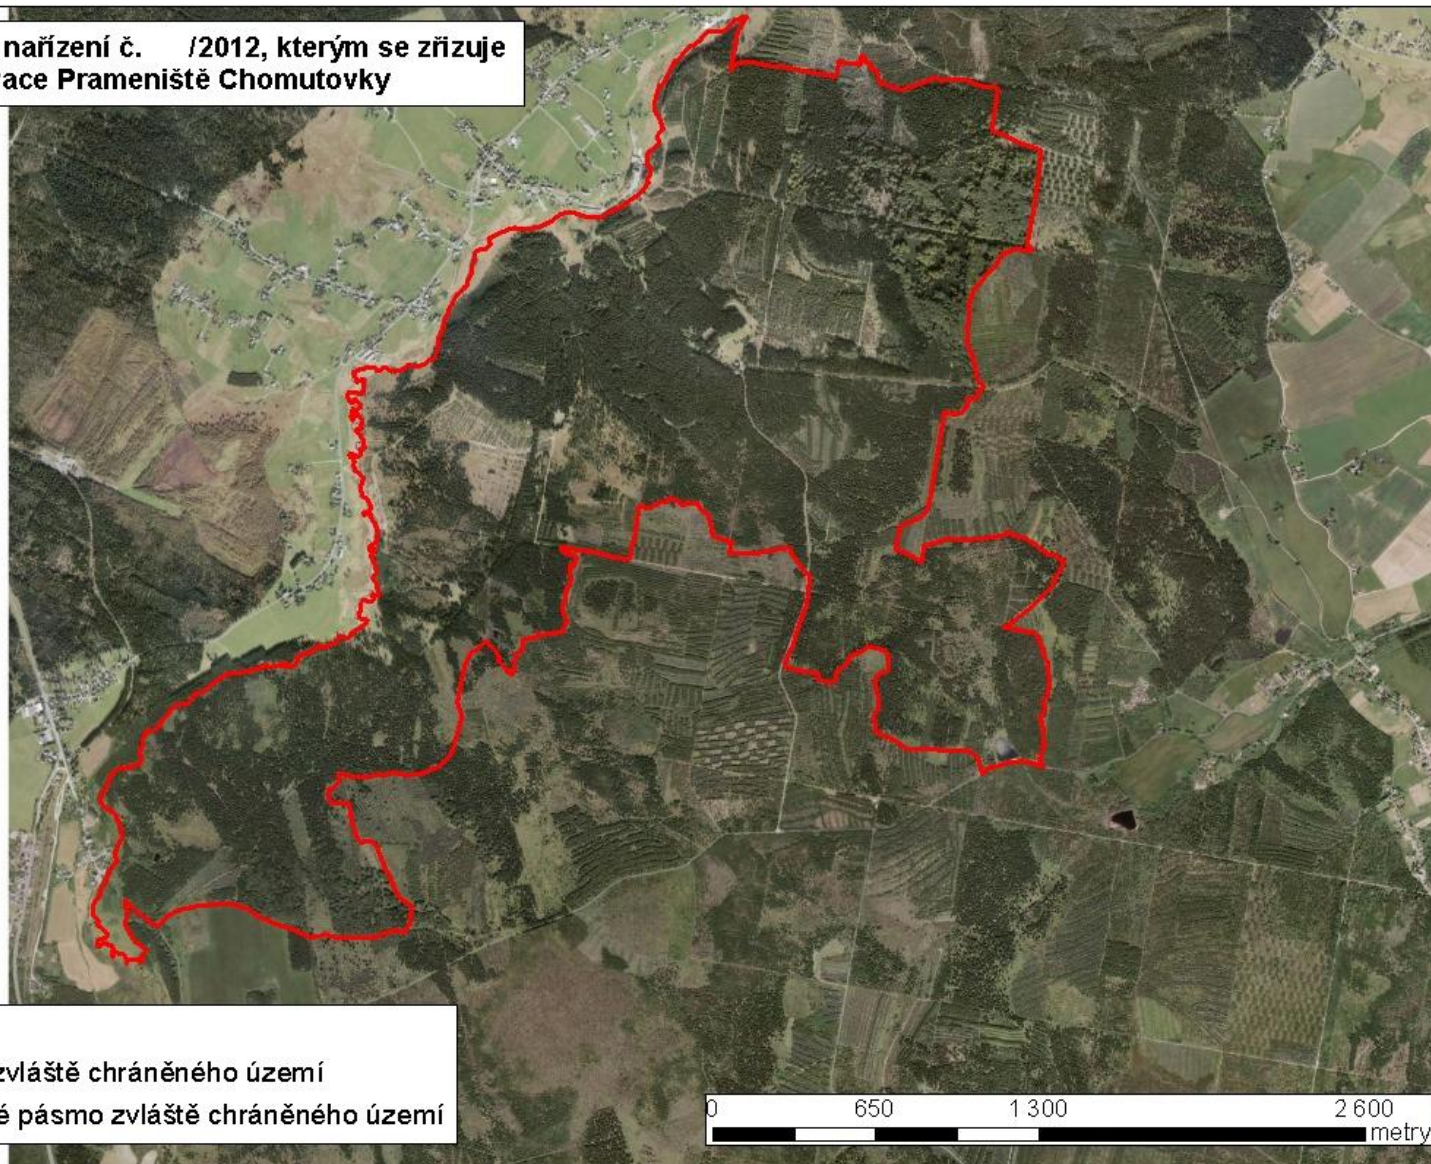 nařízení č. /2012, kterým se zřizuje
ace Prameniště Chomutovky
zvláště chráněného území
é pásmo zvláště chráněného území
0 650 1 300 2 600
metry